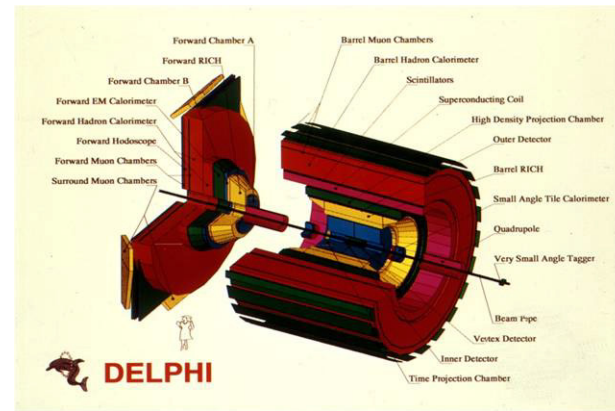 Forward Chamber A
Forward RICH
Forward Chamber B
Forward EM Calorimeter
Forward Hadron Calorimeter
Forward Hodoscope
Forward Muon Chambers
Surround Muon Chambers
Barrel Muon Chambers
Barrel Hadron Calorimeter
Scintillators
Superconducting Coil
High Density Projection Chamber
Outer Detector
Barrel RICH
Small Angle Tile Calorimeter
Quadrupole
Very Small Angle Tagger
Beam Pipe
Vertex Detector
Inner Detector
Time Projection Chamber
DELPHI